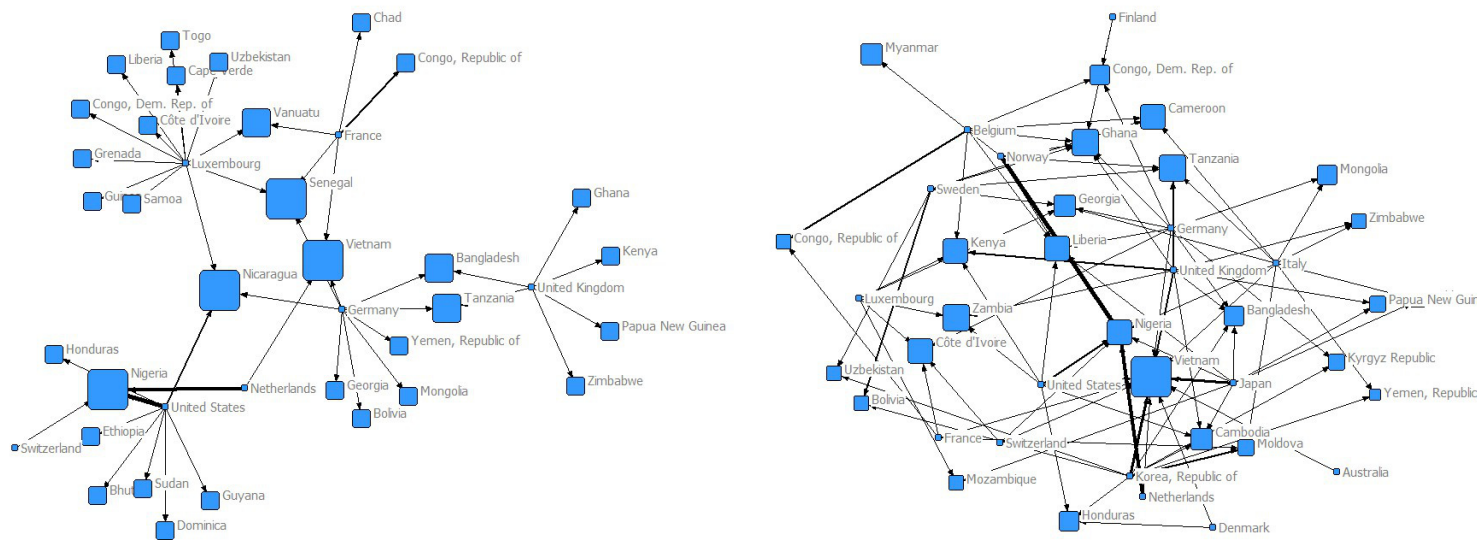 Chad
Togo
Liberia
Uzbekistan
Congo, Republic of
Cape Verde
Congo, Dem. Rep. of
Vanuatu
Côte d'Ivoire
France
Grenada
Luxembourg
Senegal
Samoa
Ghana
Vietnam
Bangladesh
Kenya
Nicaragua
United Kingdom
Tanzania
Germany
Papua New Guinea
Yemen, Republic of
Honduras
Nigeria
Netherlands
Georgia
Mongolia
Zimbabwe
United States
Bolivia
Ethiopia
Switzerland
Sudan
Bhut
Guyana
Dominica
Finland
Myanmar
Congo, Dem. Rep. of
Cameroon
Belgium
Ghana
Norway
Tanzania
Mongolia
Sweden
Georgia
Zimbabwe
Germany
Congo, Republic of
Kenya
Liberia
Italy
United Kingdom
Luxembourg
Zambia
Papua New Guin
Bangladesh
Nigeria
Côte d'Ivoire
Vietnam
Kyrgyz Republic
Uzbekistan
United States
Japan
Yemen, Republic
Bolivia
France
Switzerland
Cambodia
Moldova
Korea, Republic of
Australia
Mozambique
Netherlands
Honduras
Denmark